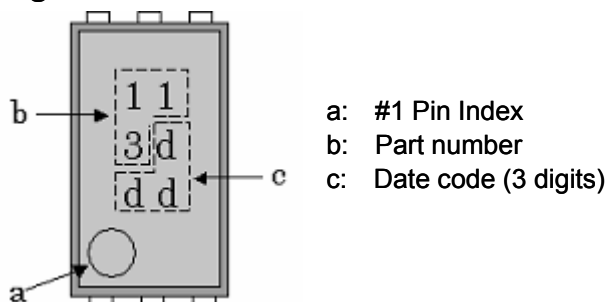 1 1
b
3 d
c
d d
a
a: #1 Pin Index
b: Part number
c: Date code (3 digits)